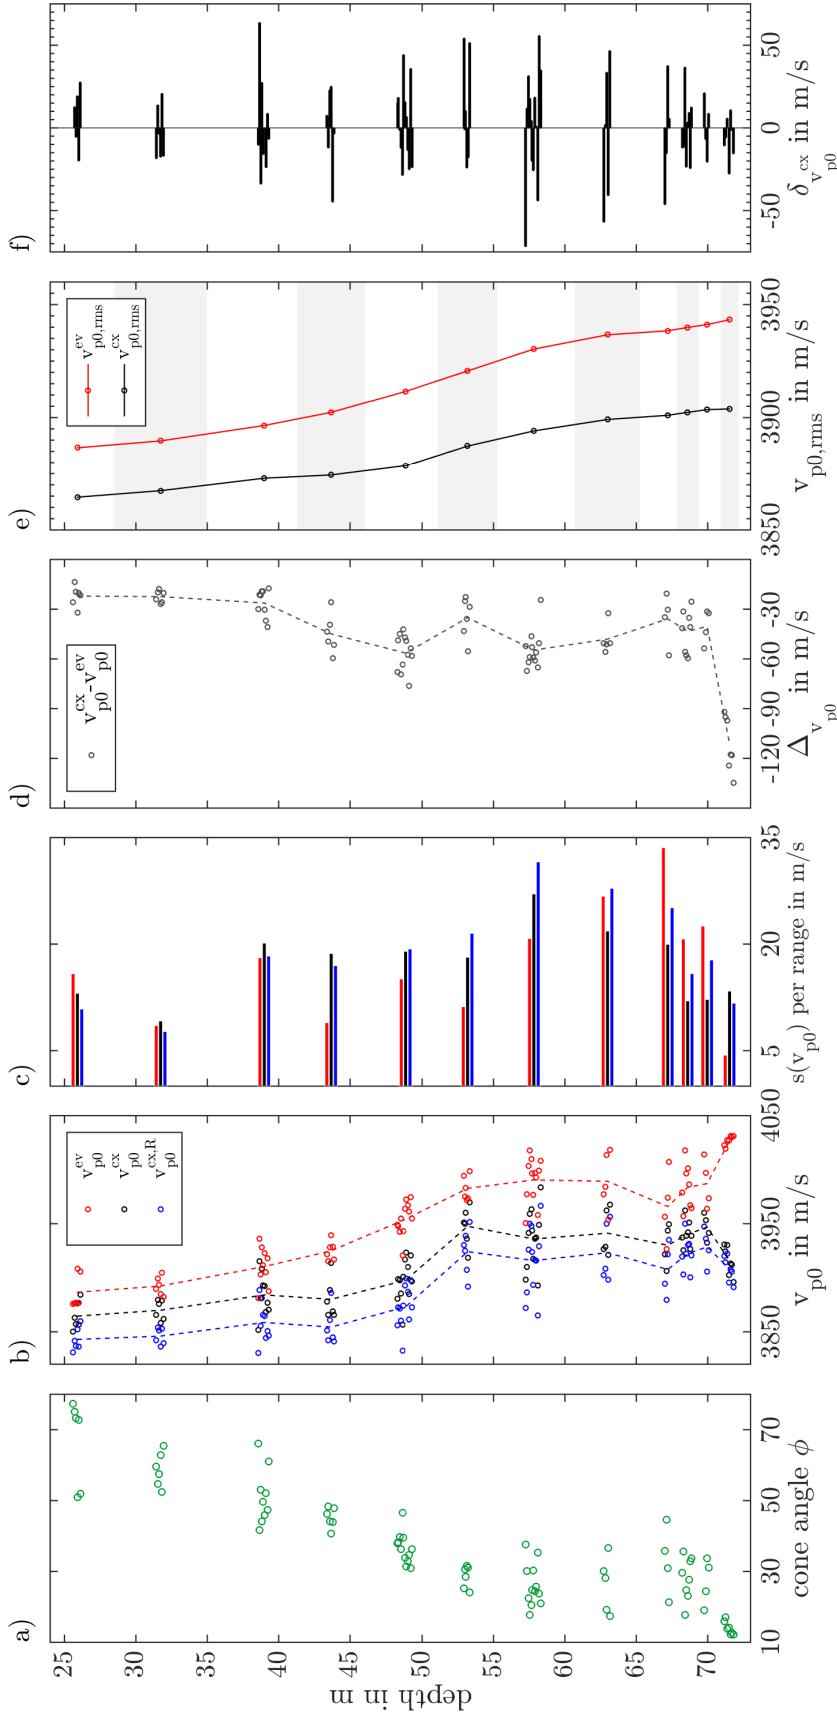 a)
25
30
35
40
45
50
55
60
65
70
depth in m
10
30
50
70
cone angle ϕ
b)
v_p0^ev
v_p0^cx
v_p0^cx,R
3850
3950
4050
v_p0 in m/s
c)
5
20
35
s(v_p0) per range in m/s
d)
v_p0^cx-v_p0^ev
-120
-90
-60
-30
Δ_v_p0 in m/s
e)
v_p0,rms^ev
v_p0,rms^cx
3850
3900
3950
v_p0,rms in m/s
f)
-50
0
50
δ_v_p0^cx in m/s